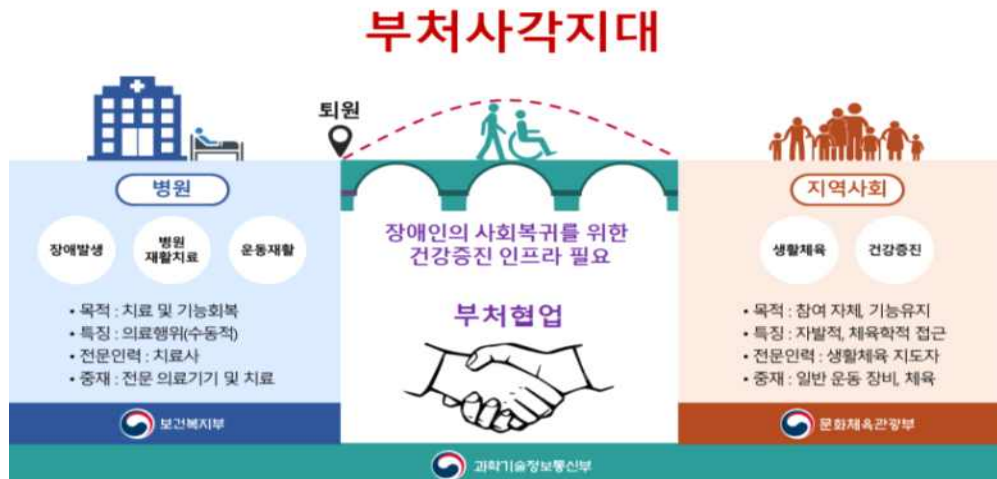 부처사각지대
퇴원
병원
장애발생
병원
재활치료
운동재활
• 목적 : 치료 및 기능회복
• 특징 : 의료행위(수동적)
• 전문인력 : 치료사
• 중재 : 전문 의료기기 및 치료
보건복지부
장애인의 사회복귀를 위한
건강증진 인프라 필요
부처협업
지역사회
생활체육
건강증진
• 목적 : 참여 자체, 기능유지
• 특징 : 자발적, 체육학적 접근
• 전문인력 : 생활체육 지도자
• 중재 : 일반 운동 장비, 체육
문화체육관광부
과학기술정보통신부